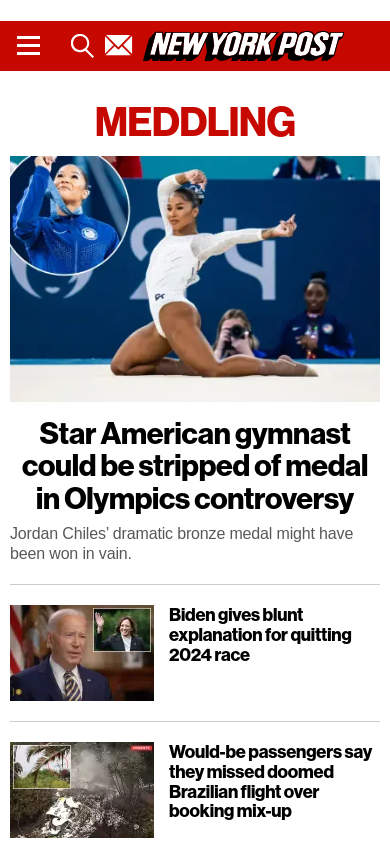 NEW YORK POST
MEDDLING
24
Star American gymnast
could be stripped of medal
in Olympics controversy
Jordan Chiles’ dramatic bronze medal might have
been won in vain.
Biden gives blunt
explanation for quitting
2024 race
Would-be passengers say
they missed doomed
Brazilian flight over
booking mix-up